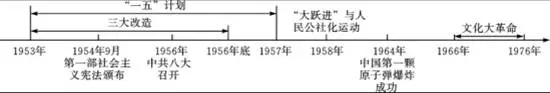 “一五”计划
三大改造
“大跃进”与人
民公社化运动
文化大革命
1953年 1954年9月 1956年 1956年底 1957年 1958年 1964年 1966年 1976年
第一部社会主
义宪法颁布
中共八大
召开
中国第一颗
原子弹爆炸
成功